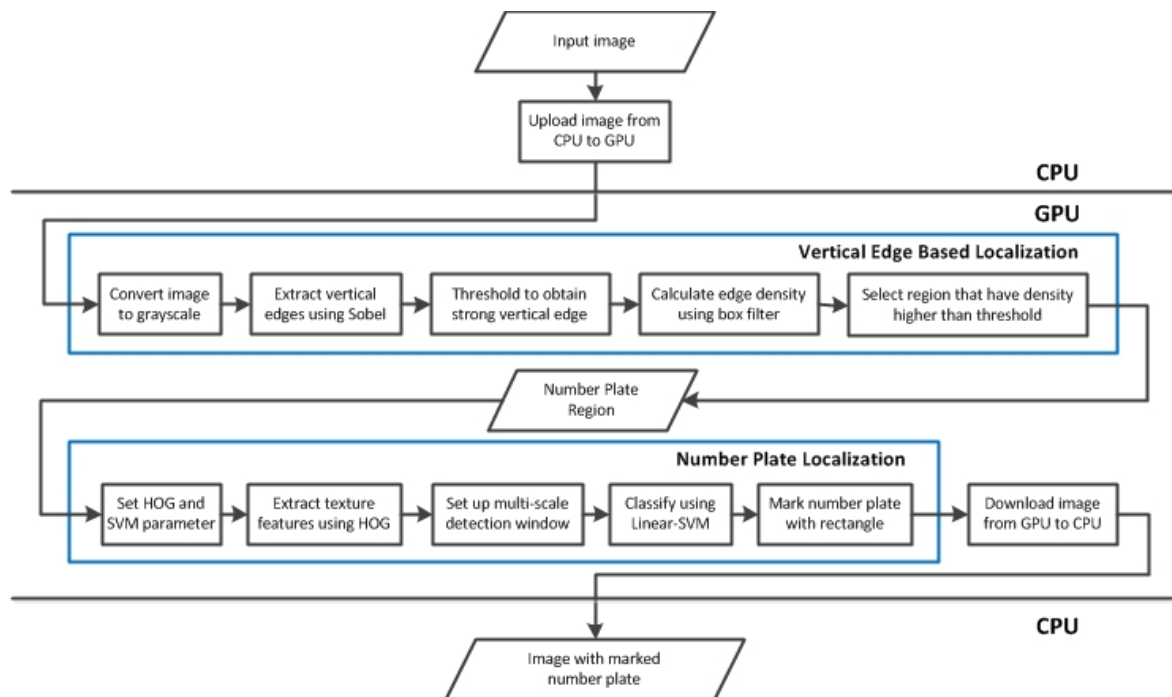 Input image
Upload image from
CPU to GPU
CPU
GPU
Vertical Edge Based Localization
Convert image
to grayscale
Extract vertical
edges using Sobel
Threshold to obtain
strong vertical edge
Calculate edge density
using box filter
Select region that have density
higher than threshold
Number Plate
Region
Number Plate Localization
Set HOG and
SVM parameter
Extract texture
features using HOG
Set up multi-scale
detection window
Classify using
Linear-SVM
Mark number plate
with rectangle
Download image
from GPU to CPU
CPU
Image with marked
number plate